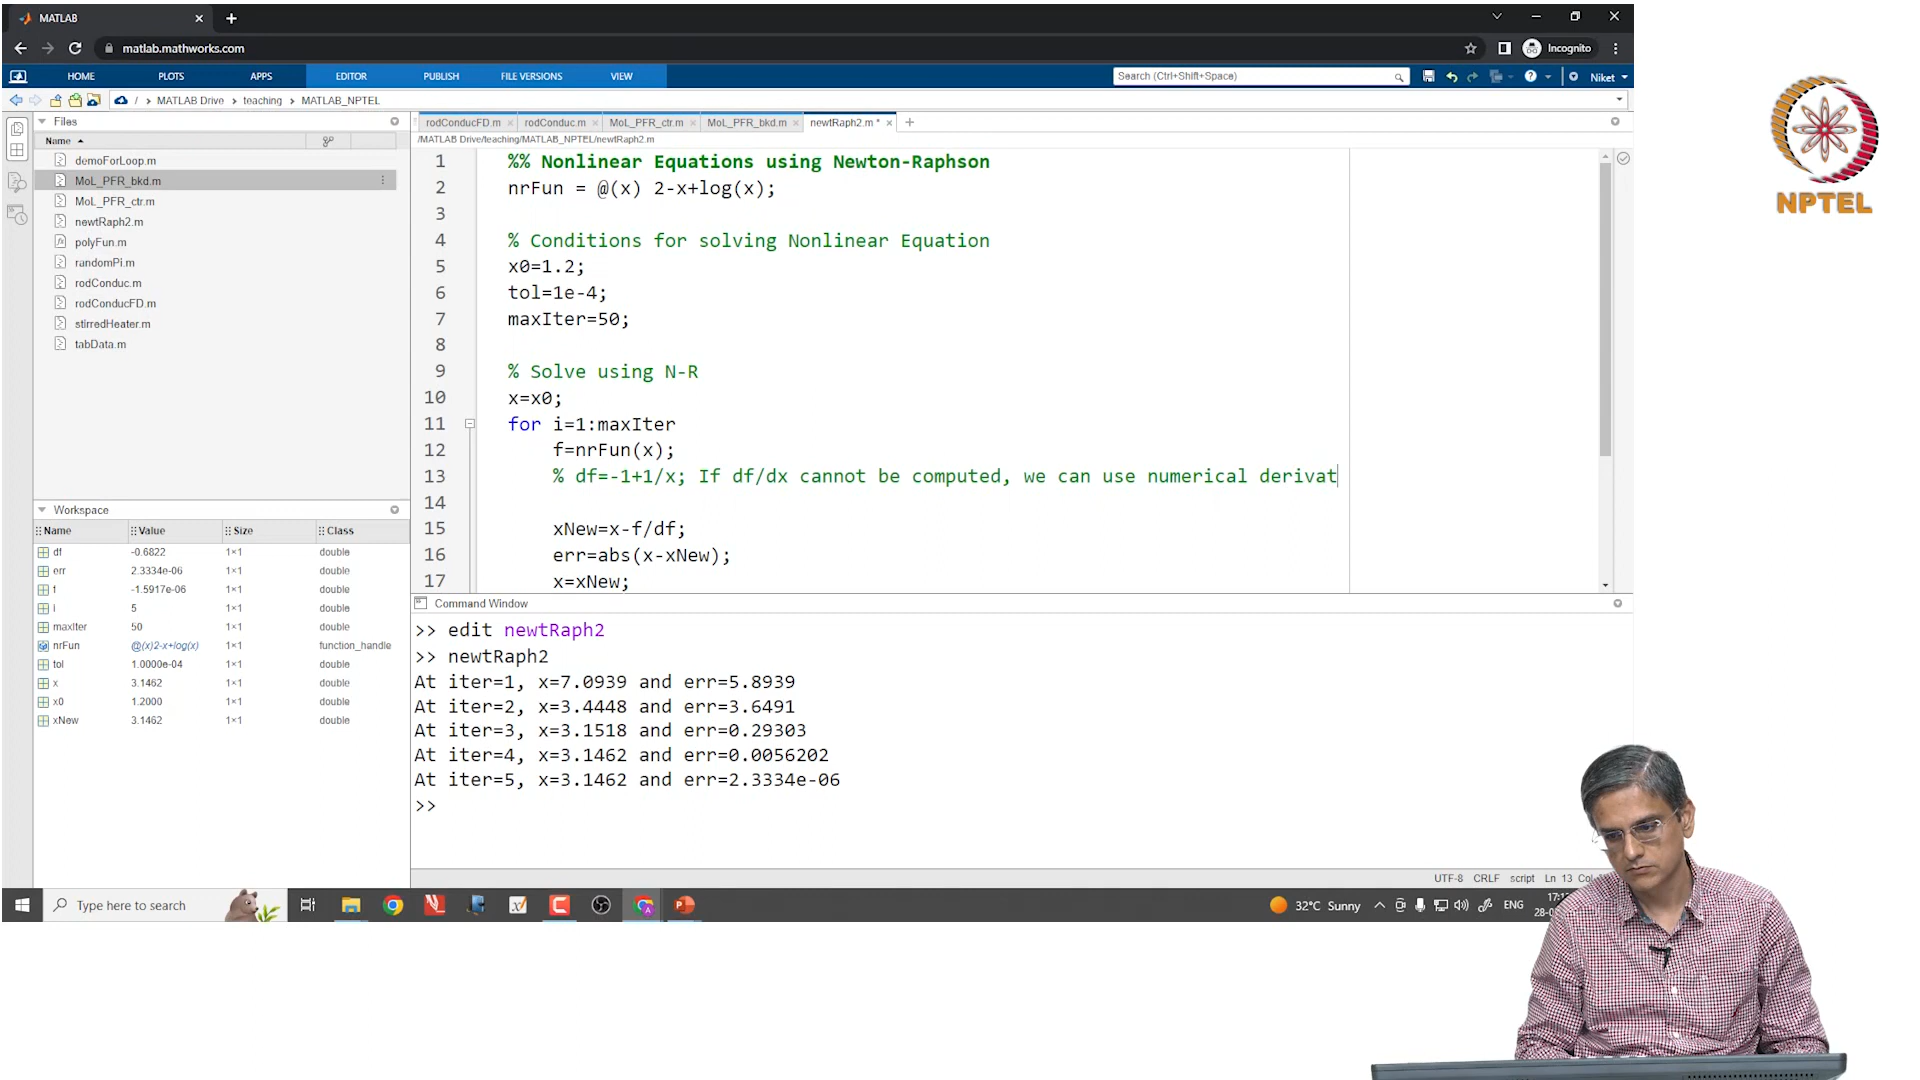 MATLAB
matlab.mathworks.com
Incognito
HOME PLOTS APPS EDITOR PUBLISH FILE VERSIONS VIEW
Search (Ctrl+Shift+Space)
Niket
/ > MATLAB Drive > teaching > MATLAB_NPTEL
Files
Name
demoForLoop.m
MoL_PFR_bkd.m
MoL_PFR_ctr.m
newtRaph2.m
polyFun.m
randomPi.m
rodConduc.m
rodConducFD.m
stirredHeater.m
tabData.m
Workspace
Name Value Size Class
df -0.6822 1×1 double
err 2.3334e-06 1×1 double
f -1.5917e-06 1×1 double
i 5 1×1 double
maxIter 50 1×1 double
nrFun @(x)2-x+log(x) 1×1 function_handle
tol 1.0000e-04 1×1 double
x 3.1462 1×1 double
x0 1.2000 1×1 double
xNew 3.1462 1×1 double
rodConducFD.m × rodConduc.m × MoL_PFR_ctr.m × MoL_PFR_bkd.m × newtRaph2.m * ×
/MATLAB Drive/teaching/MATLAB_NPTEL/newtRaph2.m
1 %% Nonlinear Equations using Newton-Raphson
2 nrFun = @(x) 2-x+log(x);
3
4 % Conditions for solving Nonlinear Equation
5 x0=1.2;
6 tol=1e-4;
7 maxIter=50;
8
9 % Solve using N-R
10 x=x0;
11 for i=1:maxIter
12 f=nrFun(x);
13 % df=-1+1/x; If df/dx cannot be computed, we can use numerical derivat
14
15 xNew=x-f/df;
16 err=abs(x-xNew);
17 x=xNew;
Command Window
>> edit newtRaph2
>> newtRaph2
At iter=1, x=7.0939 and err=5.8939
At iter=2, x=3.4448 and err=3.6491
At iter=3, x=3.1518 and err=0.29303
At iter=4, x=3.1462 and err=0.0056202
At iter=5, x=3.1462 and err=2.3334e-06
>>
UTF-8 CRLF script Ln 13
Type here to search
32°C Sunny
ENG
NPTEL